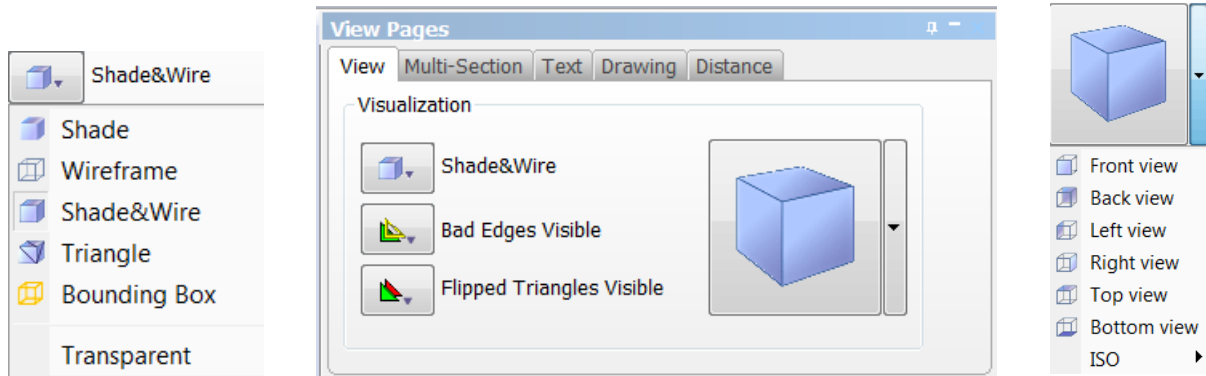 Shade&Wire
Shade
Wireframe
Shade&Wire
Triangle
Bounding Box
Transparent
View Pages
View Multi-Section Text Drawing Distance
Visualization
Shade&Wire
Bad Edges Visible
Flipped Triangles Visible
Front view
Back view
Left view
Right view
Top view
Bottom view
ISO